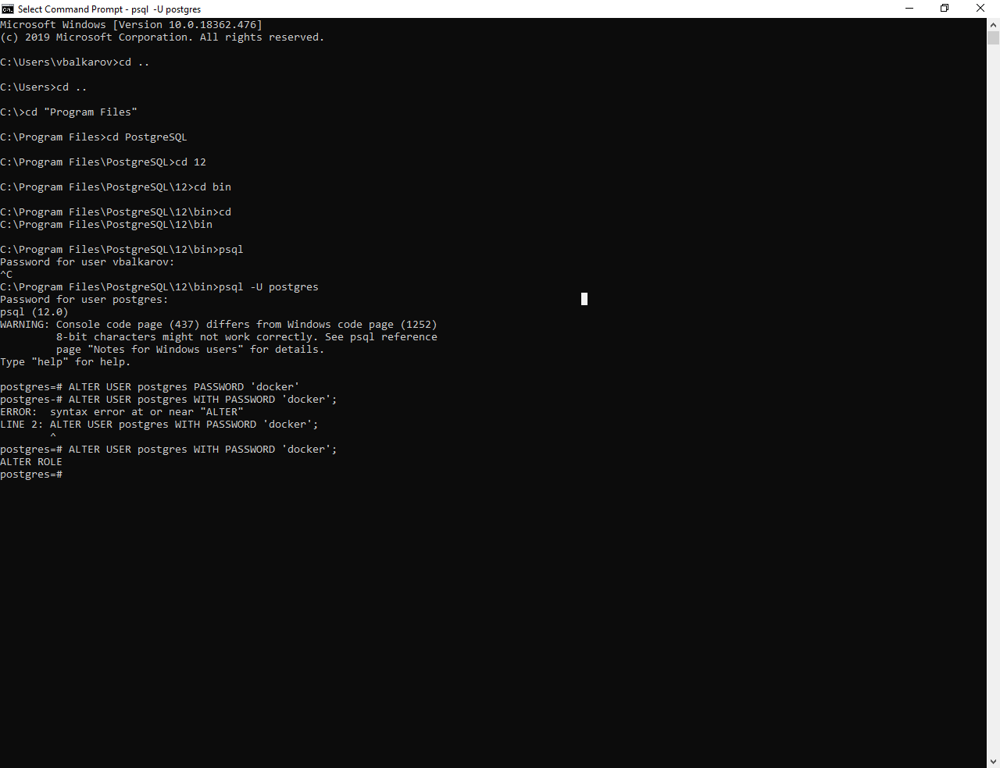 Select Command Prompt - psql  -U postgres
Microsoft Windows [Version 10.0.18362.476]
(c) 2019 Microsoft Corporation. All rights reserved.
C:\Users\vbalkarov>cd ..
C:\Users>cd ..
C:\>cd "Program Files"
C:\Program Files>cd PostgreSQL
C:\Program Files\PostgreSQL>cd 12
C:\Program Files\PostgreSQL\12>cd bin
C:\Program Files\PostgreSQL\12\bin>cd
C:\Program Files\PostgreSQL\12\bin
C:\Program Files\PostgreSQL\12\bin>psql
Password for user vbalkarov:
^C
C:\Program Files\PostgreSQL\12\bin>psql -U postgres
Password for user postgres:
psql (12.0)
WARNING: Console code page (437) differs from Windows code page (1252)
         8-bit characters might not work correctly. See psql reference
         page "Notes for Windows users" for details.
Type "help" for help.
postgres=# ALTER USER postgres PASSWORD 'docker'
postgres-# ALTER USER postgres WITH PASSWORD 'docker';
ERROR:  syntax error at or near "ALTER"
LINE 2: ALTER USER postgres WITH PASSWORD 'docker';
        ^
postgres=# ALTER USER postgres WITH PASSWORD 'docker';
ALTER ROLE
postgres=#